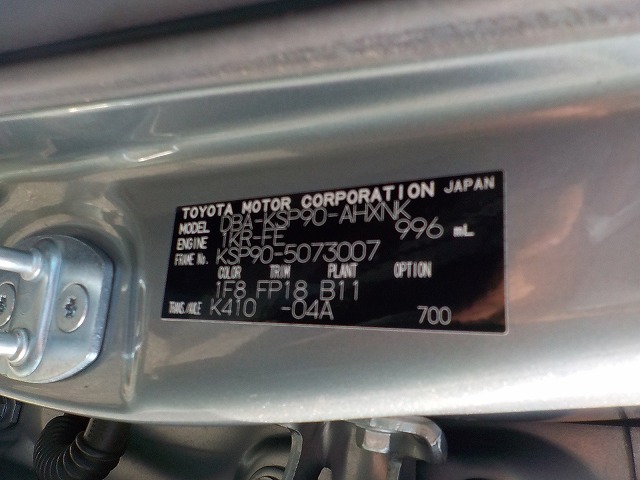 TOYOTA MOTOR CORPORATION JAPAN
MODEL DBA-KSP90-AHXNK
ENGINE 1KR-FE 996 mL
FRAME No. KSP90-5073007
COLOR TRIM PLANT OPTION
1F8 FP18 B11
TRANS/AXLE K410 -04A 700